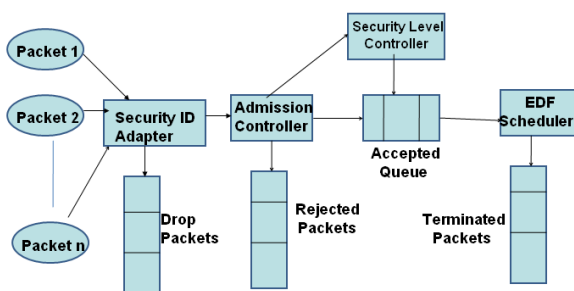 Packet 1
Packet 2
Packet n
Security ID
Adapter
Drop
Packets
Admission
Controller
Rejected
Packets
Security Level
Controller
Accepted
Queue
EDF
Scheduler
Terminated
Packets